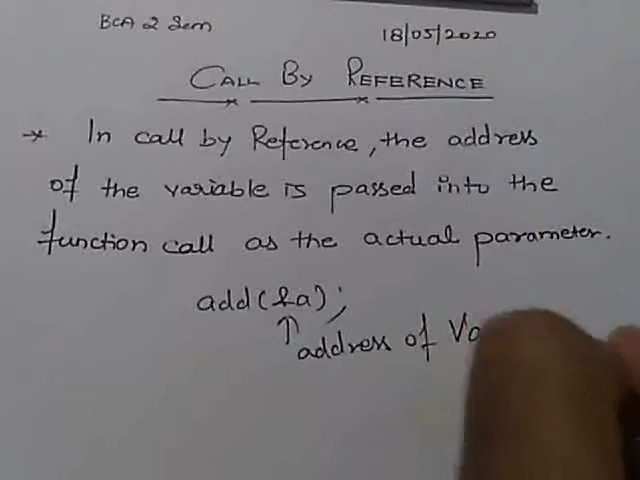 BCA 2 Sem
18/05/2020
CALL BY REFERENCE
→ In call by Reference, the address
of the variable is passed into the
function call as the actual parameter.
add(&a);
↑ address of